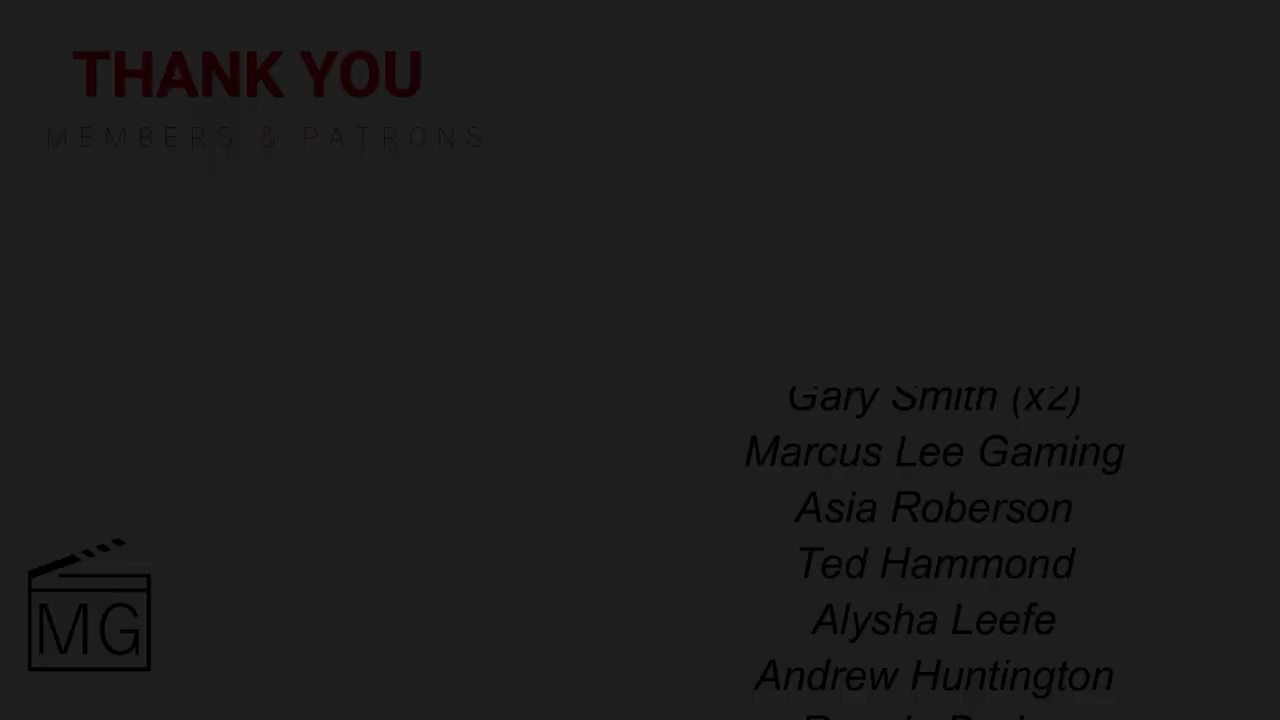 THANK YOU
MEMBERS & PATRONS
Gary Smith (x2)
Marcus Lee Gaming
Asia Roberson
Ted Hammond
Alysha Leefe
Andrew Huntington
MG